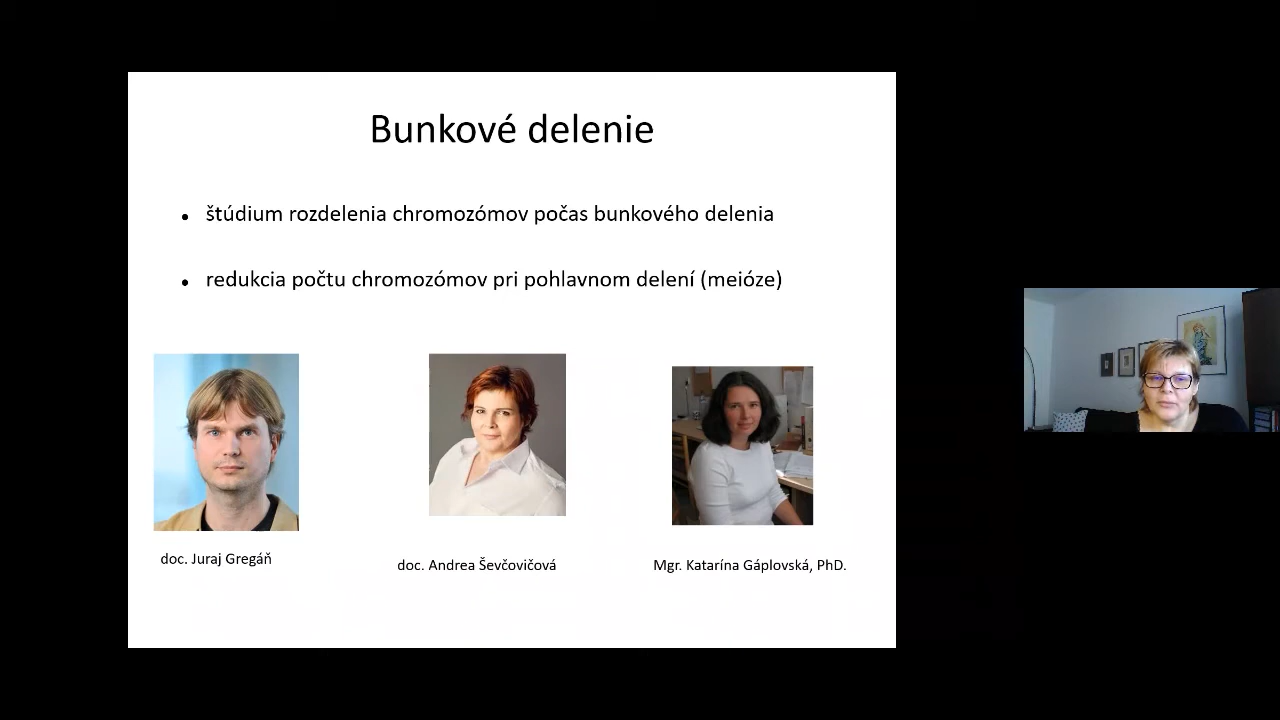 Bunkové delenie
štúdium rozdelenia chromozómov počas bunkového delenia
redukcia počtu chromozómov pri pohlavnom delení (meióze)
doc. Juraj Gregáň
doc. Andrea Ševčovičová
Mgr. Katarína Gáplovská, PhD.